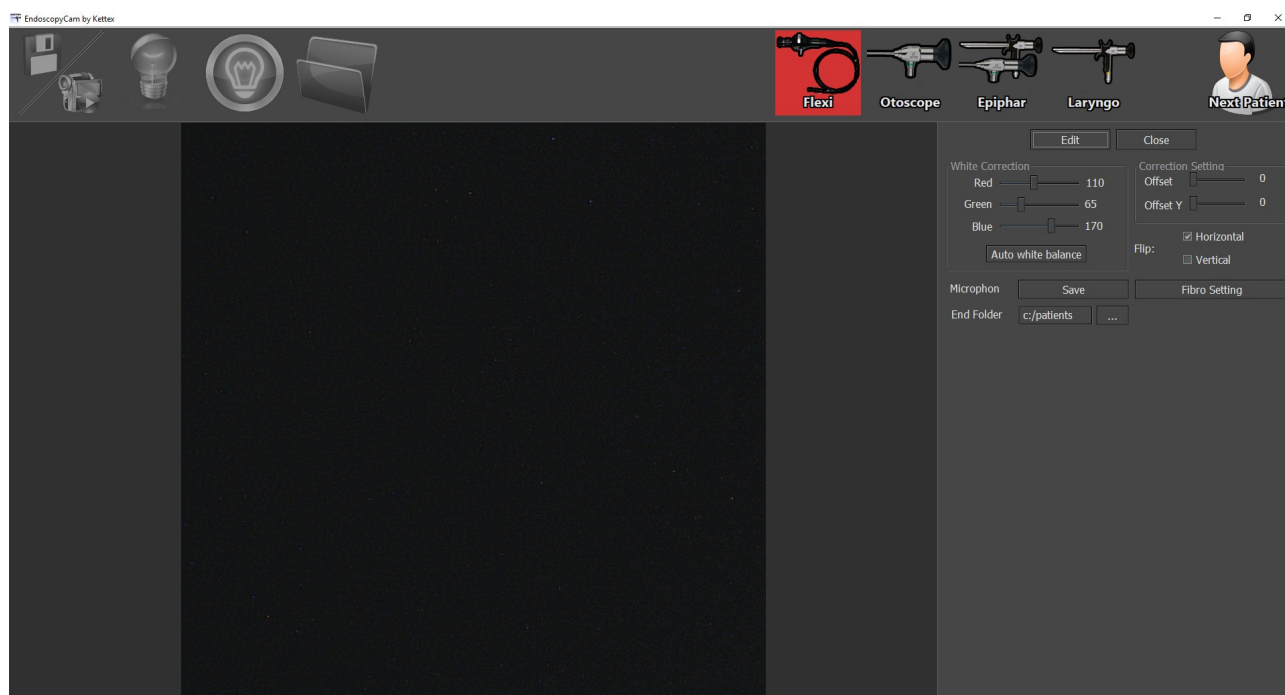 EndoscopyCam by Kettex
Flexi Otoscope Epiphar Laryngo Next Patien
Edit Close
White Correction
Red 110
Green 65
Blue 170
Auto white balance
Correction Setting
Offset 0
Offset Y 0
Flip: Horizontal
Vertical
Microphon Save Fibro Setting
End Folder c:/patients ...